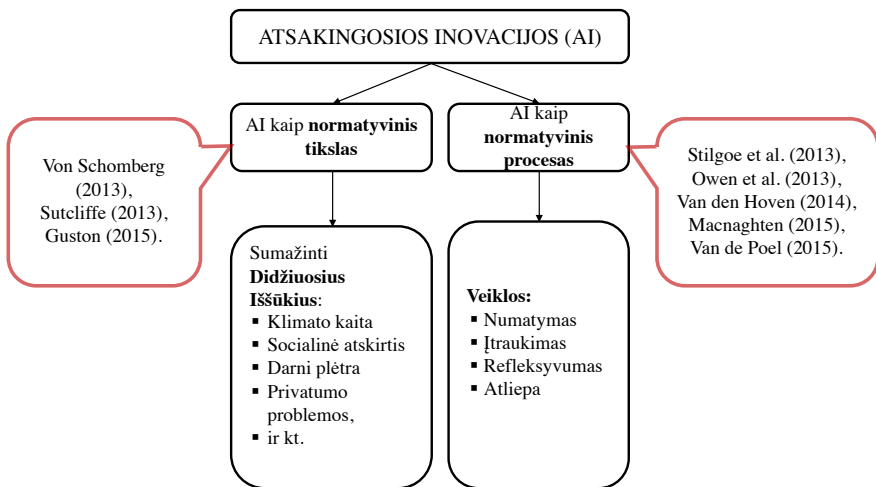 ATSAKINGOSIOS INOVACIJOS (AI)
AI kaip normatyvinis
tikslas
AI kaip
normatyvinis
procesas
Von Schomberg
(2013),
Sutcliffe (2013),
Guston (2015).
Stilgoe et al. (2013),
Owen et al. (2013),
Van den Hoven (2014),
Macnaghten (2015),
Van de Poel (2015).
Sumažinti
Didžiuosius
Iššūkius:
▪ Klimato kaita
▪ Socialinė atskirtis
▪ Darni plėtra
▪ Privatumo
problemos,
▪ ir kt.
Veiklos:
▪ Numatymas
▪ Įtraukimas
▪ Refleksyvumas
▪ Atliepa